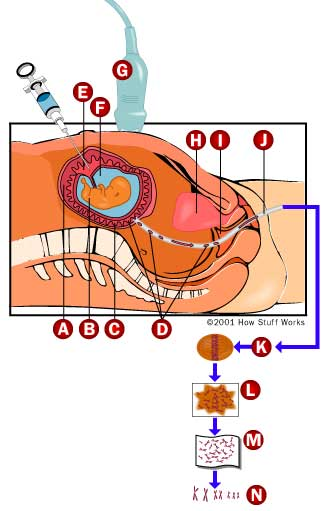 G
E
F
H I J
A B C D
©2001 How Stuff Works
K
L
M
N